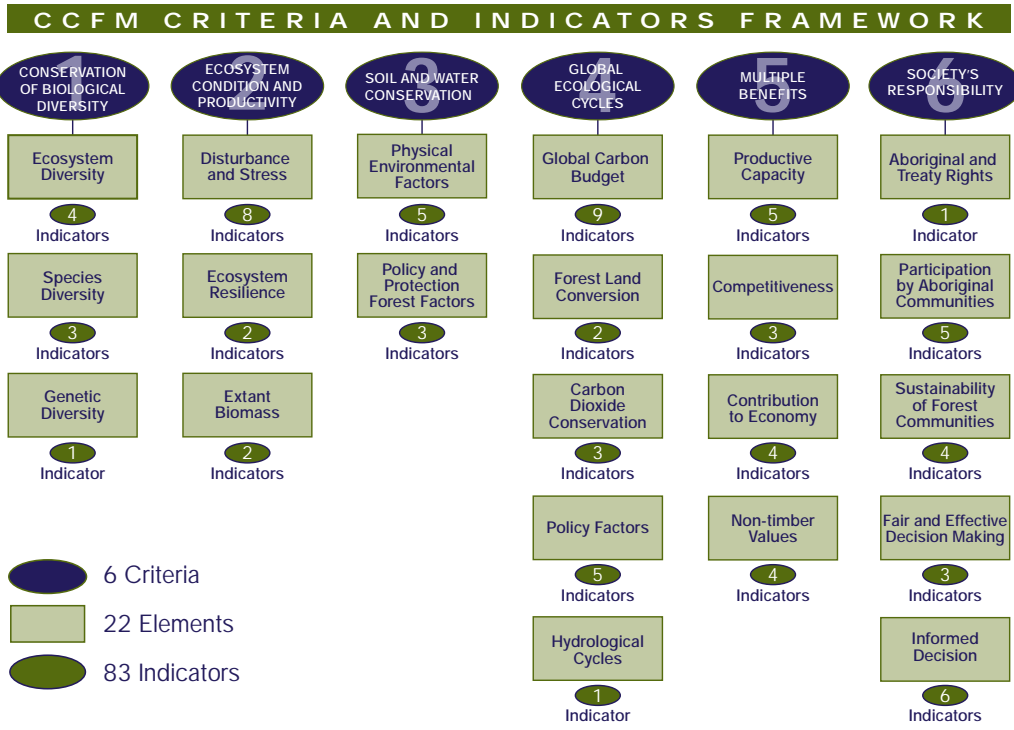 CCFM CRITERIA AND INDICATORS FRAMEWORK
1
CONSERVATION
OF BIOLOGICAL
DIVERSITY
Ecosystem
Diversity
4
Indicators
Species
Diversity
3
Indicators
Genetic
Diversity
1
Indicator
2
ECOSYSTEM
CONDITION AND
PRODUCTIVITY
Disturbance
and Stress
8
Indicators
Ecosystem
Resilience
2
Indicators
Extant
Biomass
2
Indicators
3
SOIL AND WATER
CONSERVATION
Physical
Environmental
Factors
5
Indicators
Policy and
Protection
Forest Factors
3
Indicators
4
GLOBAL
ECOLOGICAL
CYCLES
Global Carbon
Budget
9
Indicators
Forest Land
Conversion
2
Indicators
Carbon
Dioxide
Conservation
3
Indicators
Policy Factors
5
Indicators
Hydrological
Cycles
1
Indicator
5
MULTIPLE
BENEFITS
Productive
Capacity
5
Indicators
Competitiveness
3
Indicators
Contribution
to Economy
4
Indicators
Non-timber
Values
4
Indicators
6
SOCIETY'S
RESPONSIBILITY
Aboriginal and
Treaty Rights
1
Indicator
Participation
by Aboriginal
Communities
5
Indicators
Sustainability
of Forest
Communities
4
Indicators
Fair and Effective
Decision Making
3
Indicators
Informed
Decision
6
Indicators
6 Criteria
22 Elements
83 Indicators